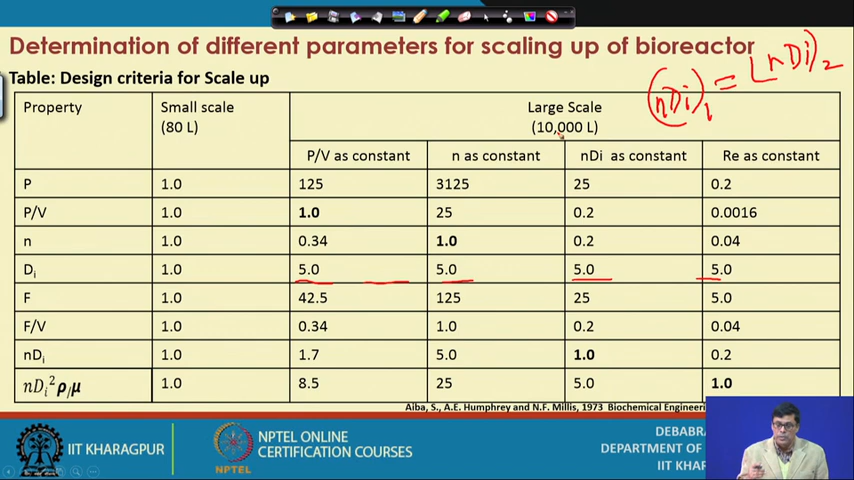 Determination of different parameters for scaling up of bioreactor
Table: Design criteria for Scale up
(nDi)1 = (nDi)2
Property Small scale (80 L) Large Scale (10,000 L)
P/V as constant n as constant nDi as constant Re as constant
P 1.0 125 3125 25 0.2
P/V 1.0 1.0 25 0.2 0.0016
n 1.0 0.34 1.0 0.2 0.04
Di 1.0 5.0 5.0 5.0 5.0
F 1.0 42.5 125 25 5.0
F/V 1.0 0.34 1.0 0.2 0.04
nDi 1.0 1.7 5.0 1.0 0.2
nDi²ρ/μ 1.0 8.5 25 5.0 1.0
Aiba, S., A.E. Humphrey and N.F. Millis, 1973 Biochemical Engineeri
IIT KHARAGPUR
NPTEL
NPTEL ONLINE
CERTIFICATION COURSES
DEBABRA
DEPARTMENT OF
IIT KHAR